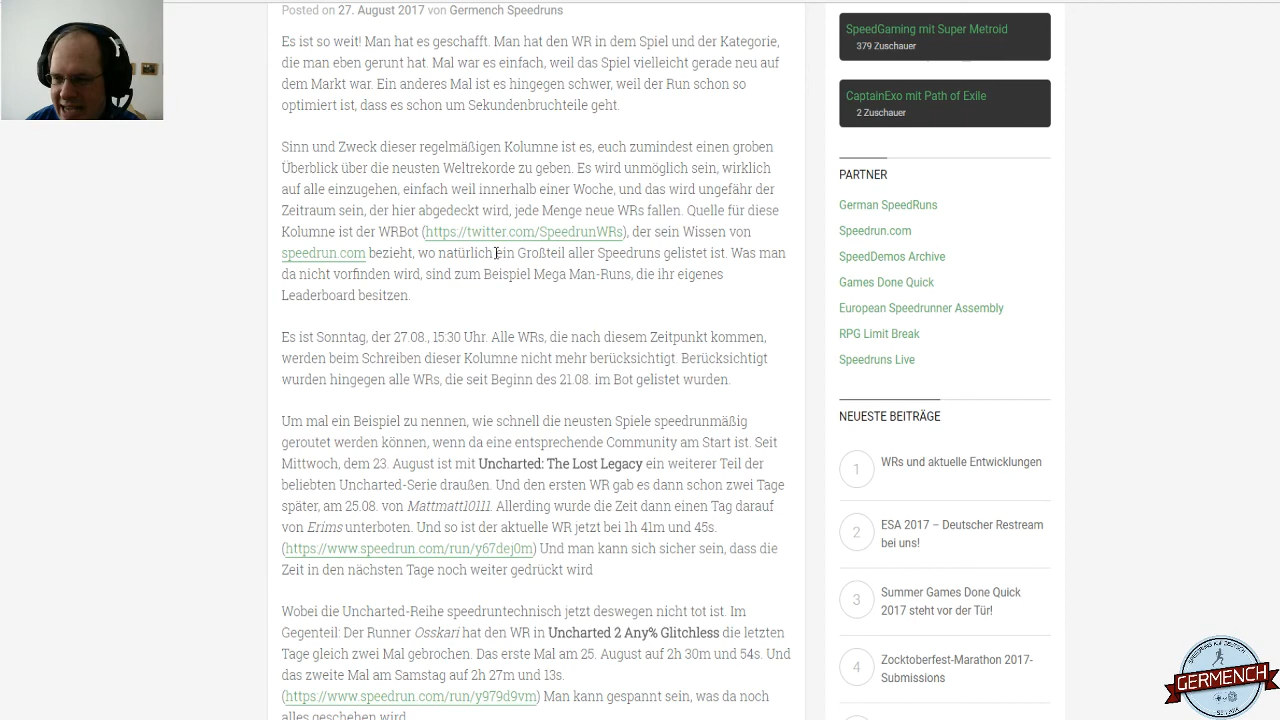 Posted on 27. August 2017 von Germench Speedruns
Es ist so weit! Man hat es geschafft. Man hat den WR in dem Spiel und der Kategorie,
die man eben gerunt hat. Mal war es einfach, weil das Spiel vielleicht gerade neu auf
dem Markt war. Ein anderes Mal ist es hingegen schwer, weil der Run schon so
optimiert ist, dass es schon um Sekundenbruchteile geht.
Sinn und Zweck dieser regelmäßigen Kolumne ist es, euch zumindest einen groben
Überblick über die neusten Weltrekorde zu geben. Es wird unmöglich sein, wirklich
auf alle einzugehen, einfach weil innerhalb einer Woche, und das wird ungefähr der
Zeitraum sein, der hier abgedeckt wird, jede Menge neue WRs fallen. Quelle für diese
Kolumne ist der WRBot (https://twitter.com/SpeedrunWRs), der sein Wissen von
speedrun.com bezieht, wo natürlich ein Großteil aller Speedruns gelistet ist. Was man
da nicht vorfinden wird, sind zum Beispiel Mega Man-Runs, die ihr eigenes
Leaderboard besitzen.
Es ist Sonntag, der 27.08., 15:30 Uhr. Alle WRs, die nach diesem Zeitpunkt kommen,
werden beim Schreiben dieser Kolumne nicht mehr berücksichtigt. Berücksichtigt
wurden hingegen alle WRs, die seit Beginn des 21.08. im Bot gelistet wurden.
Um mal ein Beispiel zu nennen, wie schnell die neusten Spiele speedrunmäßig
geroutet werden können, wenn da eine entsprechende Community am Start ist. Seit
Mittwoch, dem 23. August ist mit Uncharted: The Lost Legacy ein weiterer Teil der
beliebten Uncharted-Serie draußen. Und den ersten WR gab es dann schon zwei Tage
später, am 25.08. von Mattmatt10111. Allerding wurde die Zeit dann einen Tag darauf
von Erims unterboten. Und so ist der aktuelle WR jetzt bei 1h 41m und 45s.
(https://www.speedrun.com/run/y67dej0m) Und man kann sich sicher sein, dass die
Zeit in den nächsten Tage noch weiter gedrückt wird
Wobei die Uncharted-Reihe speedruntechnisch jetzt deswegen nicht tot ist. Im
Gegenteil: Der Runner Osskari hat den WR in Uncharted 2 Any% Glitchless die letzten
Tage gleich zwei Mal gebrochen. Das erste Mal am 25. August auf 2h 30m und 54s. Und
das zweite Mal am Samstag auf 2h 27m und 13s.
(https://www.speedrun.com/run/y979d9vm) Man kann gespannt sein, was da noch
alles geschehen wird
SpeedGaming mit Super Metroid
379 Zuschauer
CaptainExo mit Path of Exile
2 Zuschauer
PARTNER
German SpeedRuns
Speedrun.com
SpeedDemos Archive
Games Done Quick
European Speedrunner Assembly
RPG Limit Break
Speedruns Live
NEUESTE BEITRÄGE
1
WRs und aktuelle Entwicklungen
2
ESA 2017 – Deutscher Restream
bei uns!
3
Summer Games Done Quick
2017 steht vor der Tür!
4
Zocktoberfest-Marathon 2017-
Submissions
GERMENCH